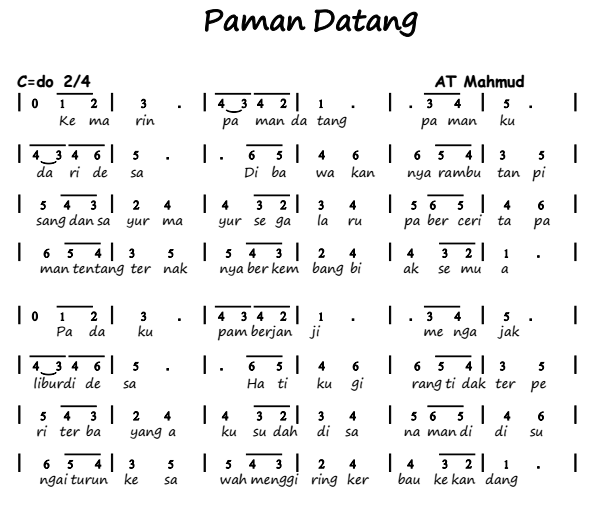 Paman Datang
C=do 2/4 AT Mahmud
| 0 1 2 | 3 . | 4 3 4 2 | 1 . | . 3 4 | 5 . |
Ke ma rin pa man da tang pa man ku
| 4 3 4 6 | 5 . | . 6 5 | 4 6 | 6 5 4 | 3 5 |
da ri de sa Di ba wa kan nya rambu tan pi
| 5 4 3 | 2 4 | 4 3 2 | 3 4 | 5 6 5 | 4 6 |
sang dan sa yur ma yur se ga la ru pa ber ceri ta pa
| 6 5 4 | 3 5 | 5 4 3 | 2 4 | 4 3 2 | 1 . |
man tentang ter nak nya ber kem bang bi ak se mu a
| 0 1 2 | 3 . | 4 3 4 2 | 1 . | . 3 4 | 5 . |
Pa da ku pam berjan ji me nga jak
| 4 3 4 6 | 5 . | . 6 5 | 4 6 | 6 5 4 | 3 5 |
liburdi de sa Ha ti ku gi rang ti dak ter pe
| 5 4 3 | 2 4 | 4 3 2 | 3 4 | 5 6 5 | 4 6 |
ri ter ba yang a ku su dah di sa na man di di su
| 6 5 4 | 3 5 | 5 4 3 | 2 4 | 4 3 2 | 1 . |
ngai turun ke sa wah menggi ring ker bau ke kan dang